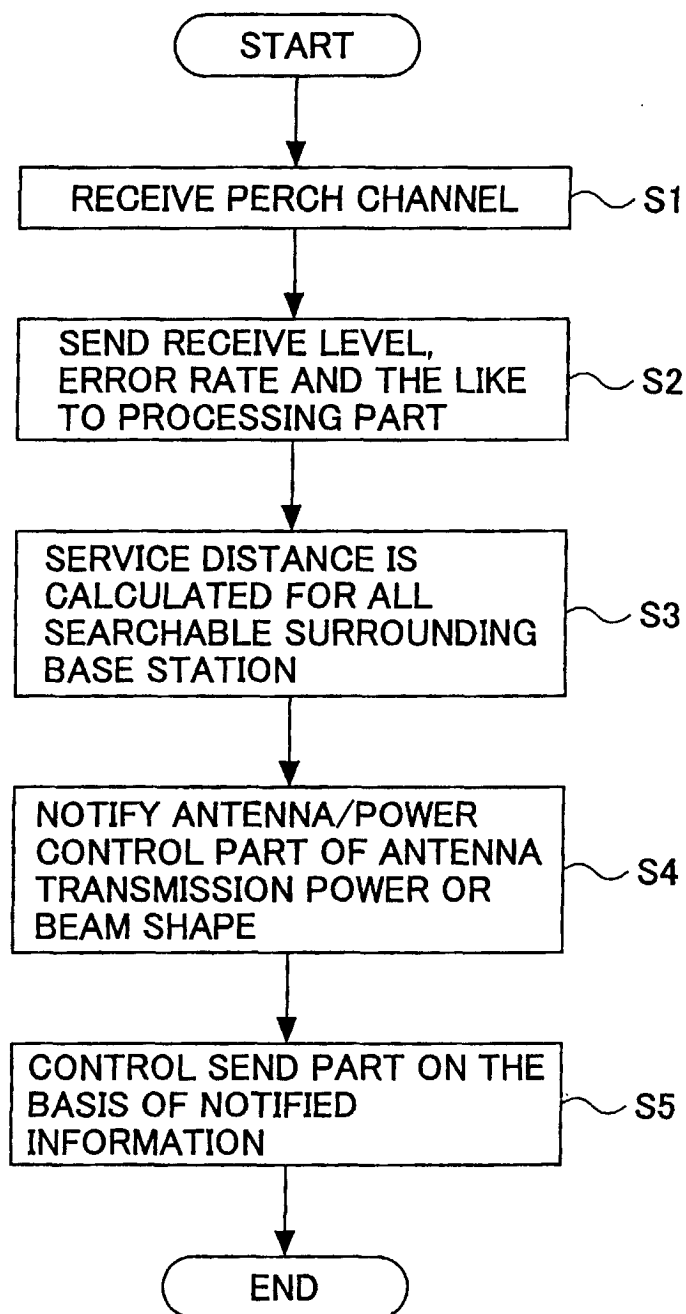 START
RECEIVE PERCH CHANNEL
S1
SEND RECEIVE LEVEL,
ERROR RATE AND THE LIKE
TO PROCESSING PART
S2
SERVICE DISTANCE IS
CALCULATED FOR ALL
SEARCHABLE SURROUNDING
BASE STATION
S3
NOTIFY ANTENNA/POWER
CONTROL PART OF ANTENNA
TRANSMISSION POWER OR
BEAM SHAPE
S4
CONTROL SEND PART ON THE
BASIS OF NOTIFIED
INFORMATION
S5
END